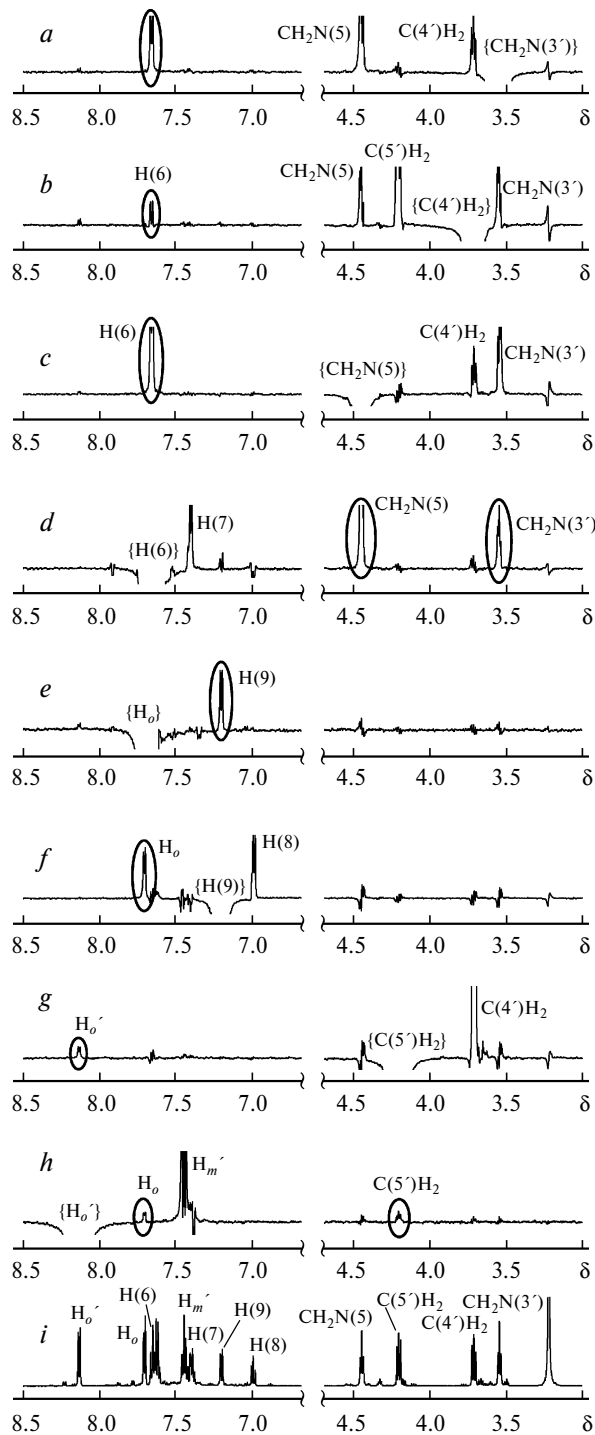 a
CH₂N(5)
C(4´)H₂
{CH₂N(3´)}
8.5 8.0 7.5 7.0 4.5 4.0 3.5 δ
b
H(6)
CH₂N(5)
C(5´)H₂
{C(4´)H₂}
CH₂N(3´)
8.5 8.0 7.5 7.0 4.5 4.0 3.5 δ
c
H(6)
{CH₂N(5)}
C(4´)H₂
CH₂N(3´)
8.5 8.0 7.5 7.0 4.5 4.0 3.5 δ
d
{H(6)}
H(7)
CH₂N(5)
CH₂N(3´)
8.5 8.0 7.5 7.0 4.5 4.0 3.5 δ
e
{Hₒ}
H(9)
8.5 8.0 7.5 7.0 4.5 4.0 3.5 δ
f
Hₒ
{H(9)}
H(8)
8.5 8.0 7.5 7.0 4.5 4.0 3.5 δ
g
Hₒ´
{C(5´)H₂}
C(4´)H₂
8.5 8.0 7.5 7.0 4.5 4.0 3.5 δ
h
{Hₒ´}
Hₒ
Hₘ´
C(5´)H₂
8.5 8.0 7.5 7.0 4.5 4.0 3.5 δ
i
Hₒ´
Hₒ
H(6)
Hₘ´
H(7)
H(9)
H(8)
CH₂N(5)
C(5´)H₂
C(4´)H₂
CH₂N(3´)
8.5 8.0 7.5 7.0 4.5 4.0 3.5 δ